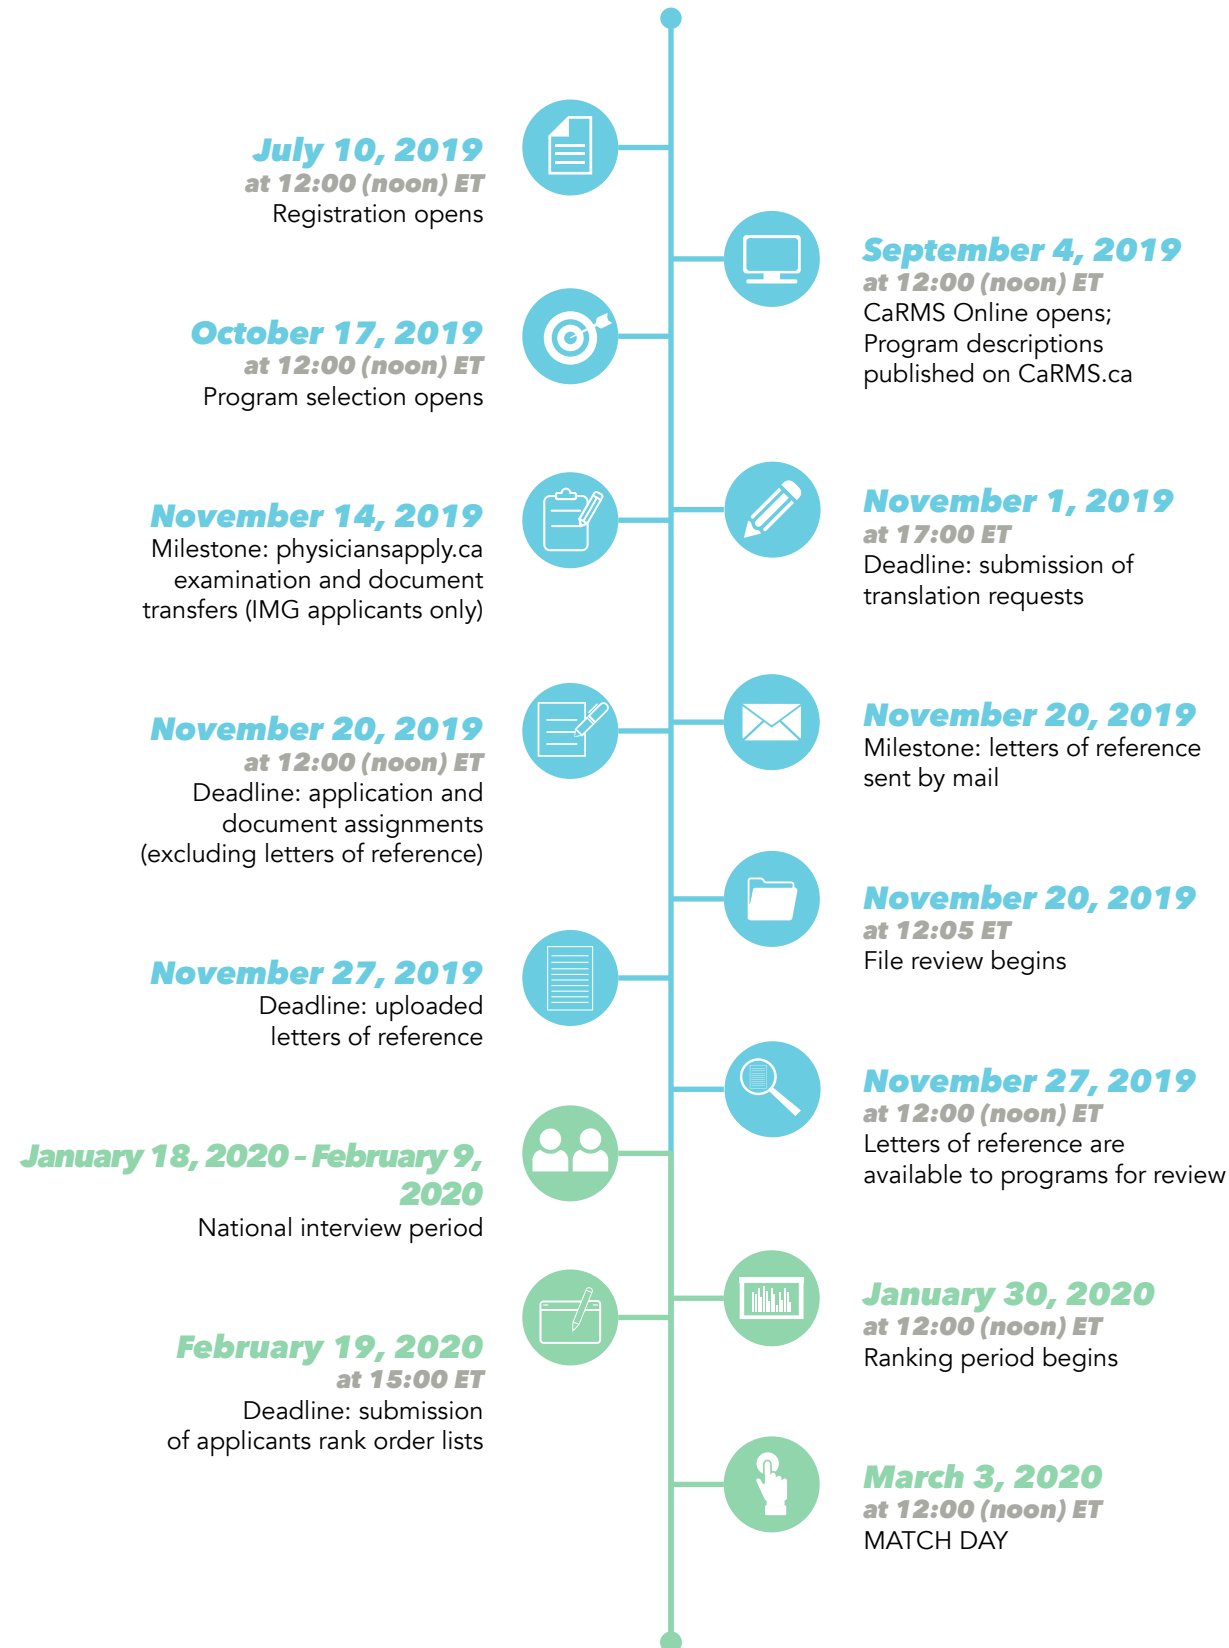 July 10, 2019
at 12:00 (noon) ET
Registration opens
September 4, 2019
at 12:00 (noon) ET
CaRMS Online opens;
Program descriptions
published on CaRMS.ca
October 17, 2019
at 12:00 (noon) ET
Program selection opens
November 1, 2019
at 17:00 ET
Deadline: submission of
translation requests
November 14, 2019
Milestone: physiciansapply.ca
examination and document
transfers (IMG applicants only)
November 20, 2019
Milestone: letters of reference
sent by mail
November 20, 2019
at 12:00 (noon) ET
Deadline: application and
document assignments
(excluding letters of reference)
November 20, 2019
at 12:05 ET
File review begins
November 27, 2019
Deadline: uploaded
letters of reference
November 27, 2019
at 12:00 (noon) ET
Letters of reference are
available to programs for review
January 18, 2020 – February 9,
2020
National interview period
January 30, 2020
at 12:00 (noon) ET
Ranking period begins
February 19, 2020
at 15:00 ET
Deadline: submission
of applicants rank order lists
March 3, 2020
at 12:00 (noon) ET
MATCH DAY